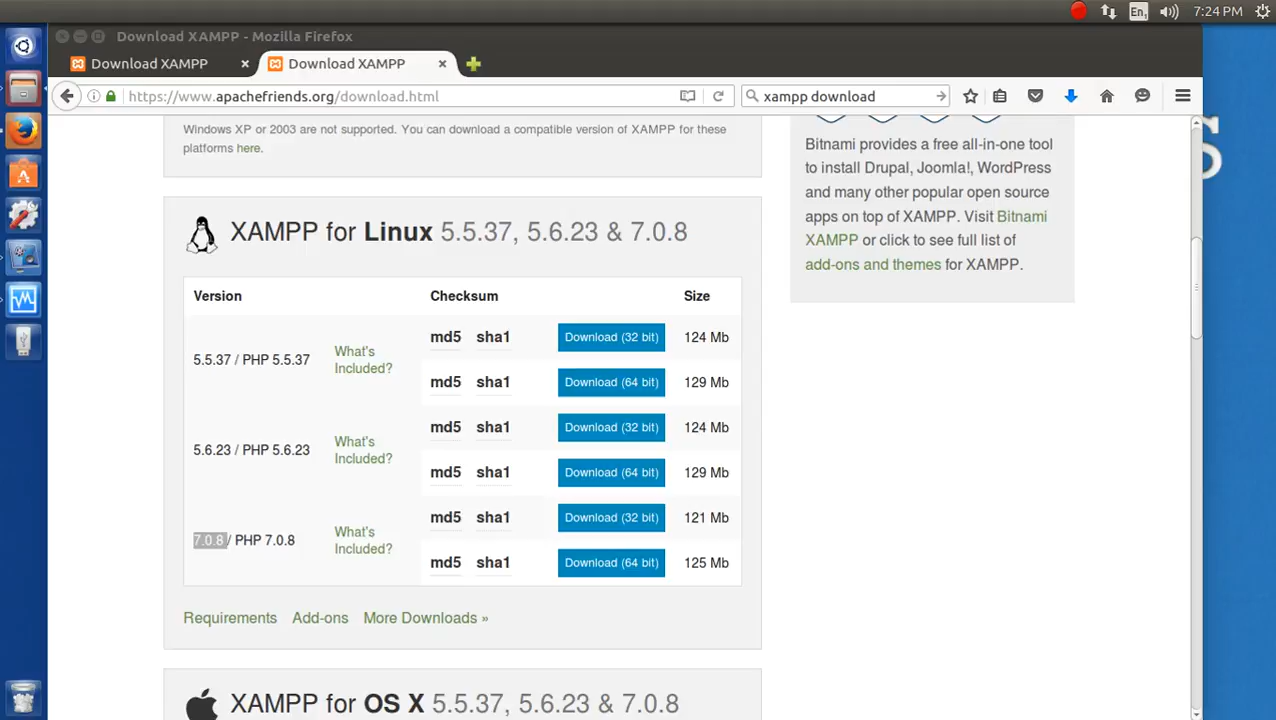 7:24 PM
En1
Download XAMPP - Mozilla Firefox
Download XAMPP
Download XAMPP
https://www.apachefriends.org/download.html
xampp download
Windows XP or 2003 are not supported. You can download a compatible version of XAMPP for these
platforms here.
Bitnami provides a free all-in-one tool
to install Drupal, Joomla!, WordPress
and many other popular open source
apps on top of XAMPP. Visit Bitnami
XAMPP or click to see full list of
add-ons and themes for XAMPP.
XAMPP for Linux 5.5.37, 5.6.23 & 7.0.8
Version Checksum Size
5.5.37 / PHP 5.5.37 What's
Included?
md5 sha1 Download (32 bit) 124 Mb
md5 sha1 Download (64 bit) 129 Mb
5.6.23 / PHP 5.6.23 What's
Included?
md5 sha1 Download (32 bit) 124 Mb
md5 sha1 Download (64 bit) 129 Mb
7.0.8 / PHP 7.0.8 What's
Included?
md5 sha1 Download (32 bit) 121 Mb
md5 sha1 Download (64 bit) 125 Mb
Requirements Add-ons More Downloads »
XAMPP for OS X 5.5.37, 5.6.23 & 7.0.8
S